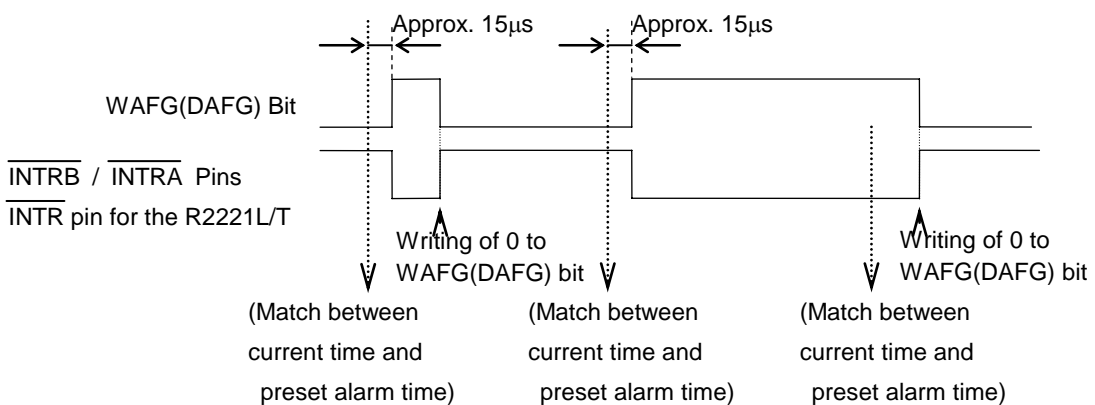 Approx. 15μs
Approx. 15μs
WAFG(DAFG) Bit
INTRB / INTRA Pins
INTR pin for the R2221L/T
Writing of 0 to
WAFG(DAFG) bit
Writing of 0 to
WAFG(DAFG) bit
(Match between
current time and
preset alarm time)
(Match between
current time and
preset alarm time)
(Match between
current time and
preset alarm time)